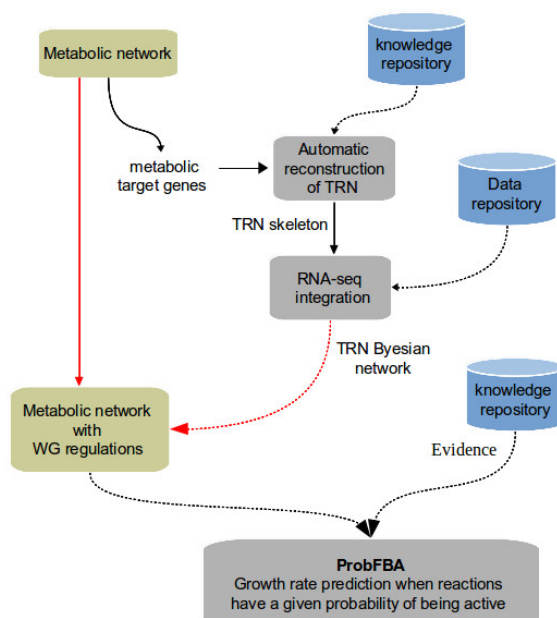 Metabolic network
knowledge
repository
metabolic
target genes
Automatic
reconstruction
of TRN
Data
repository
TRN skeleton
RNA-seq
integration
TRN Byesian
network
knowledge
repository
Metabolic network
with
WG regulations
Evidence
ProbFBA
Growth rate prediction when reactions
have a given probability of being active